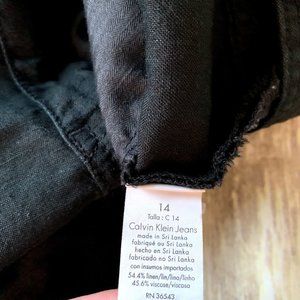 14
Talla : C 14
Calvin Klein Jeans
made in Sri Lanka
fabriqué au Sri Lanka
hecho en Sri Lanka
fabricado no Sri Lanka
con insumos importados
54.4% linen/lin/lino/linho
45.6% viscose/viscosa
RN 36543